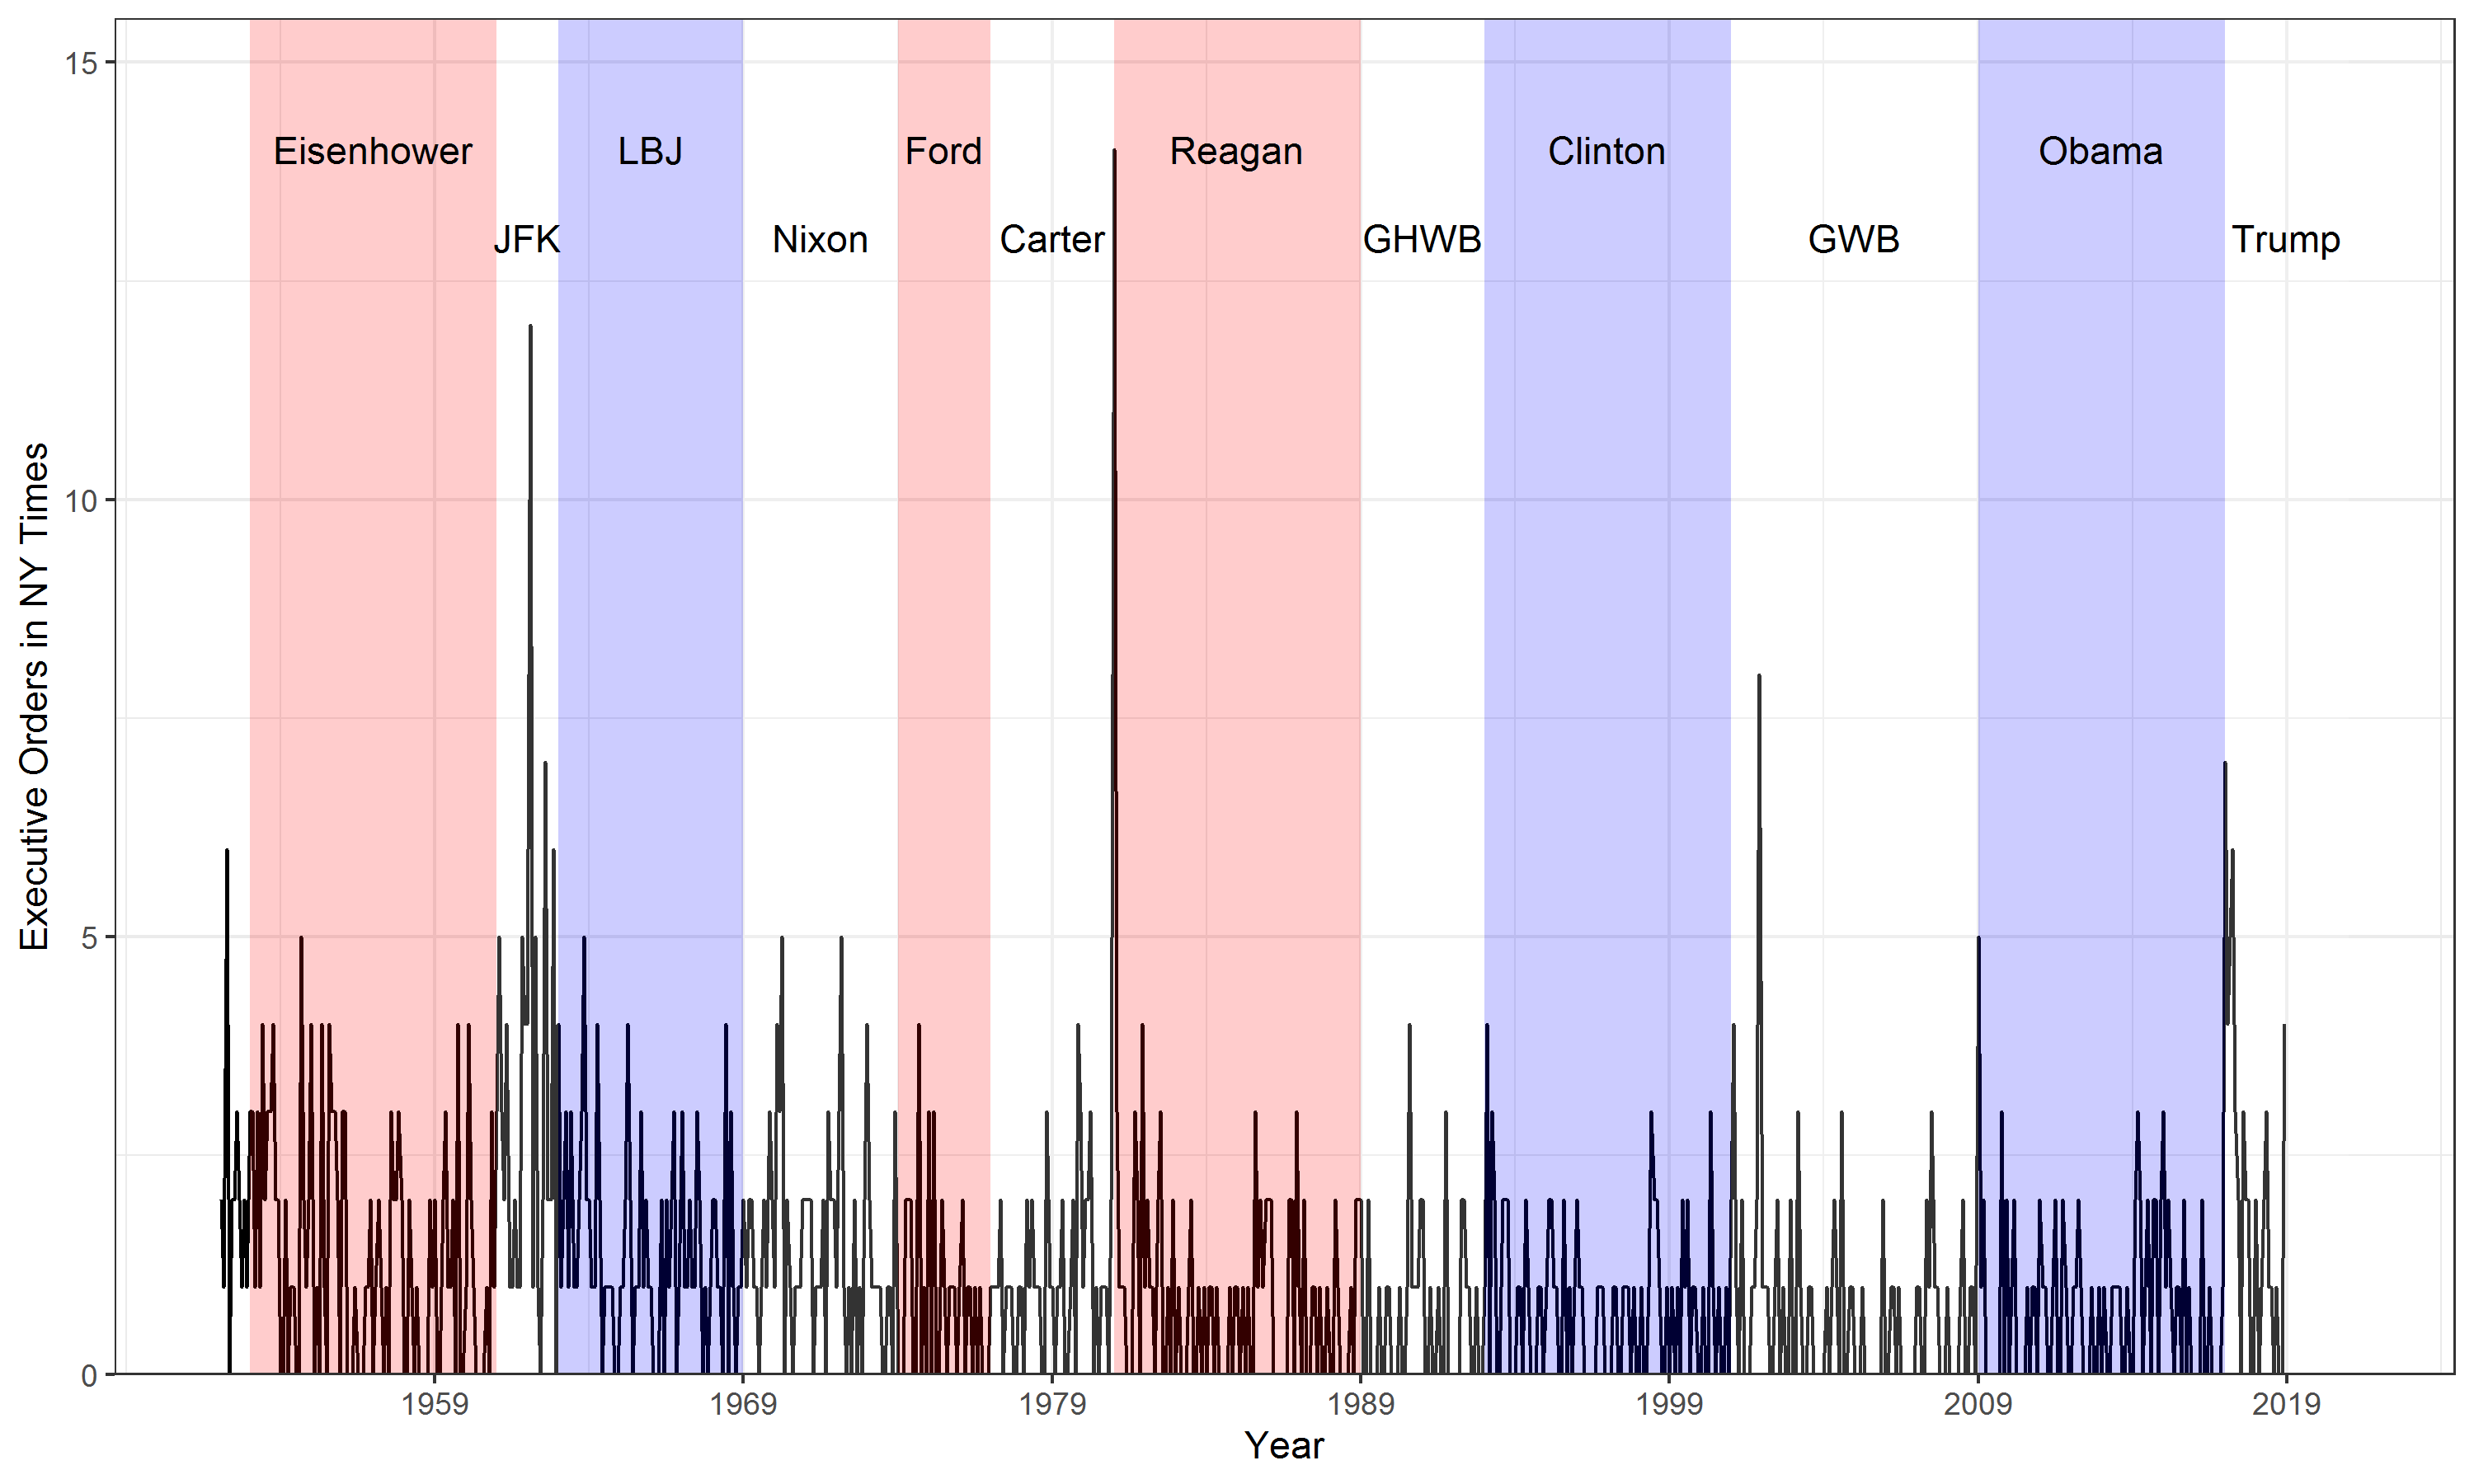 Executive Orders in NY Times
15
10
5
0
Eisenhower
LBJ
Ford
Reagan
Clinton
Obama
JFK
Nixon
Carter
GHWB
GWB
Trump
1959
1969
1979
1989
1999
2009
2019
Year